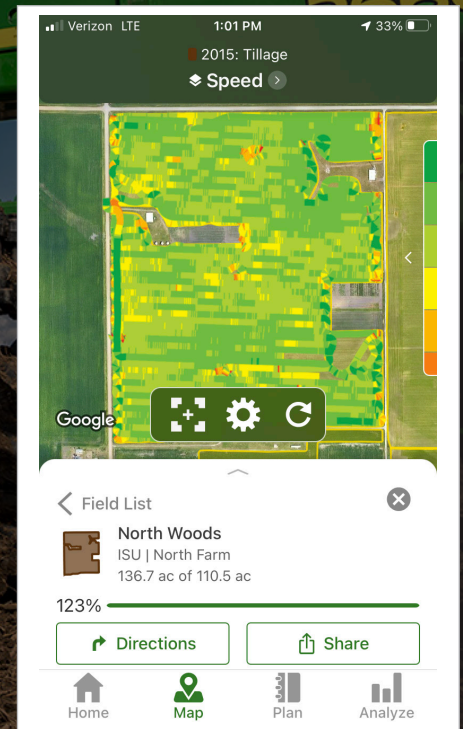 Verizon LTE 1:01 PM 33%
2015: Tillage
Speed
Google
Field List
North Woods
ISU | North Farm
136.7 ac of 110.5 ac
123%
Directions Share
Home Map Plan Analyze